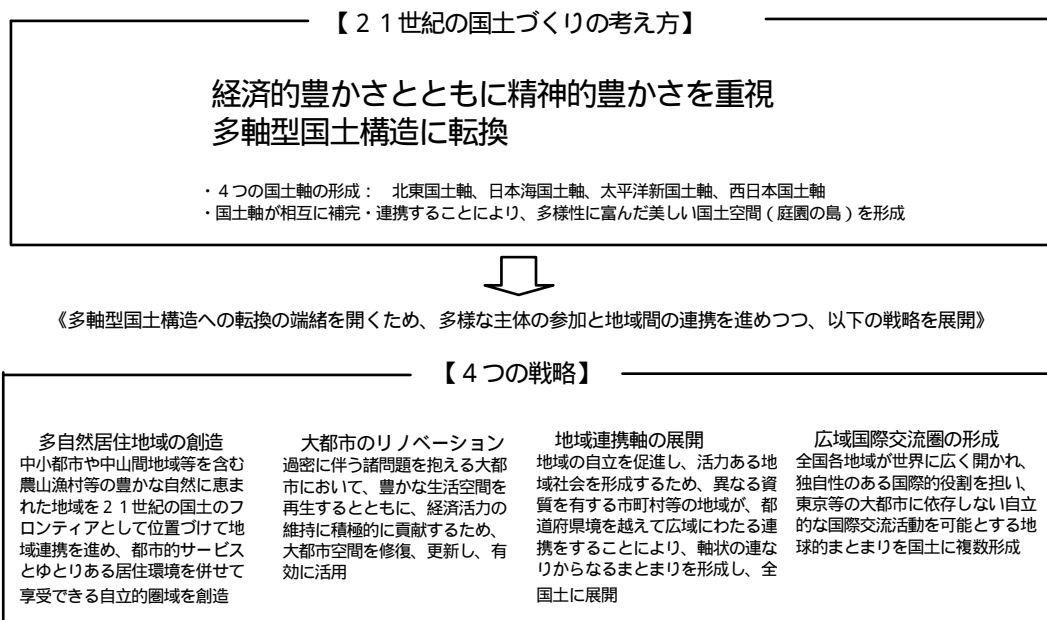 【２１世紀の国土づくりの考え方】
経済的豊かさとともに精神的豊かさを重視
多軸型国土構造に転換
・４つの国土軸の形成：　北東国土軸、日本海国土軸、太平洋新国土軸、西日本国土軸
・国土軸が相互に補完・連携することにより、多様性に富んだ美しい国土空間（庭園の島）を形成
《多軸型国土構造への転換の端緒を開くため、多様な主体の参加と地域間の連携を進めつつ、以下の戦略を展開》
【４つの戦略】
多自然居住地域の創造
中小都市や中山間地域等を含む
農山漁村等の豊かな自然に恵ま
れた地域を２１世紀の国土のフ
ロンティアとして位置づけて地
域連携を進め、都市的サービス
とゆとりある居住環境を併せて
享受できる自立的圏域を創造
大都市のリノベーション
過密に伴う諸問題を抱える大都
市において、豊かな生活空間を
再生するとともに、経済活力の
維持に積極的に貢献するため、
大都市空間を修復、更新し、有
効に活用
地域連携軸の展開
地域の自立を促進し、活力ある地
域社会を形成するため、異なる資
質を有する市町村等の地域が、都
道府県境を越えて広域にわたる連
携をすることにより、軸状の連な
りからなるまとまりを形成し、全
国土に展開
広域国際交流圏の形成
全国各地域が世界に広く開かれ、
独自性のある国際的役割を担い、
東京等の大都市に依存しない自立
的な国際交流活動を可能とする地
球的まとまりを国土に複数形成